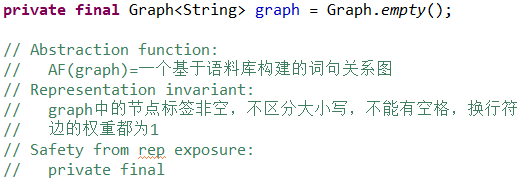 private final Graph<String> graph = Graph.empty();
// Abstraction function:
//   AF(graph)=一个基于语料库构建的词句关系图
// Representation invariant:
//   graph中的节点标签非空，不区分大小写，不能有空格，换行符
//   边的权重都为1
// Safety from rep exposure:
//   private final